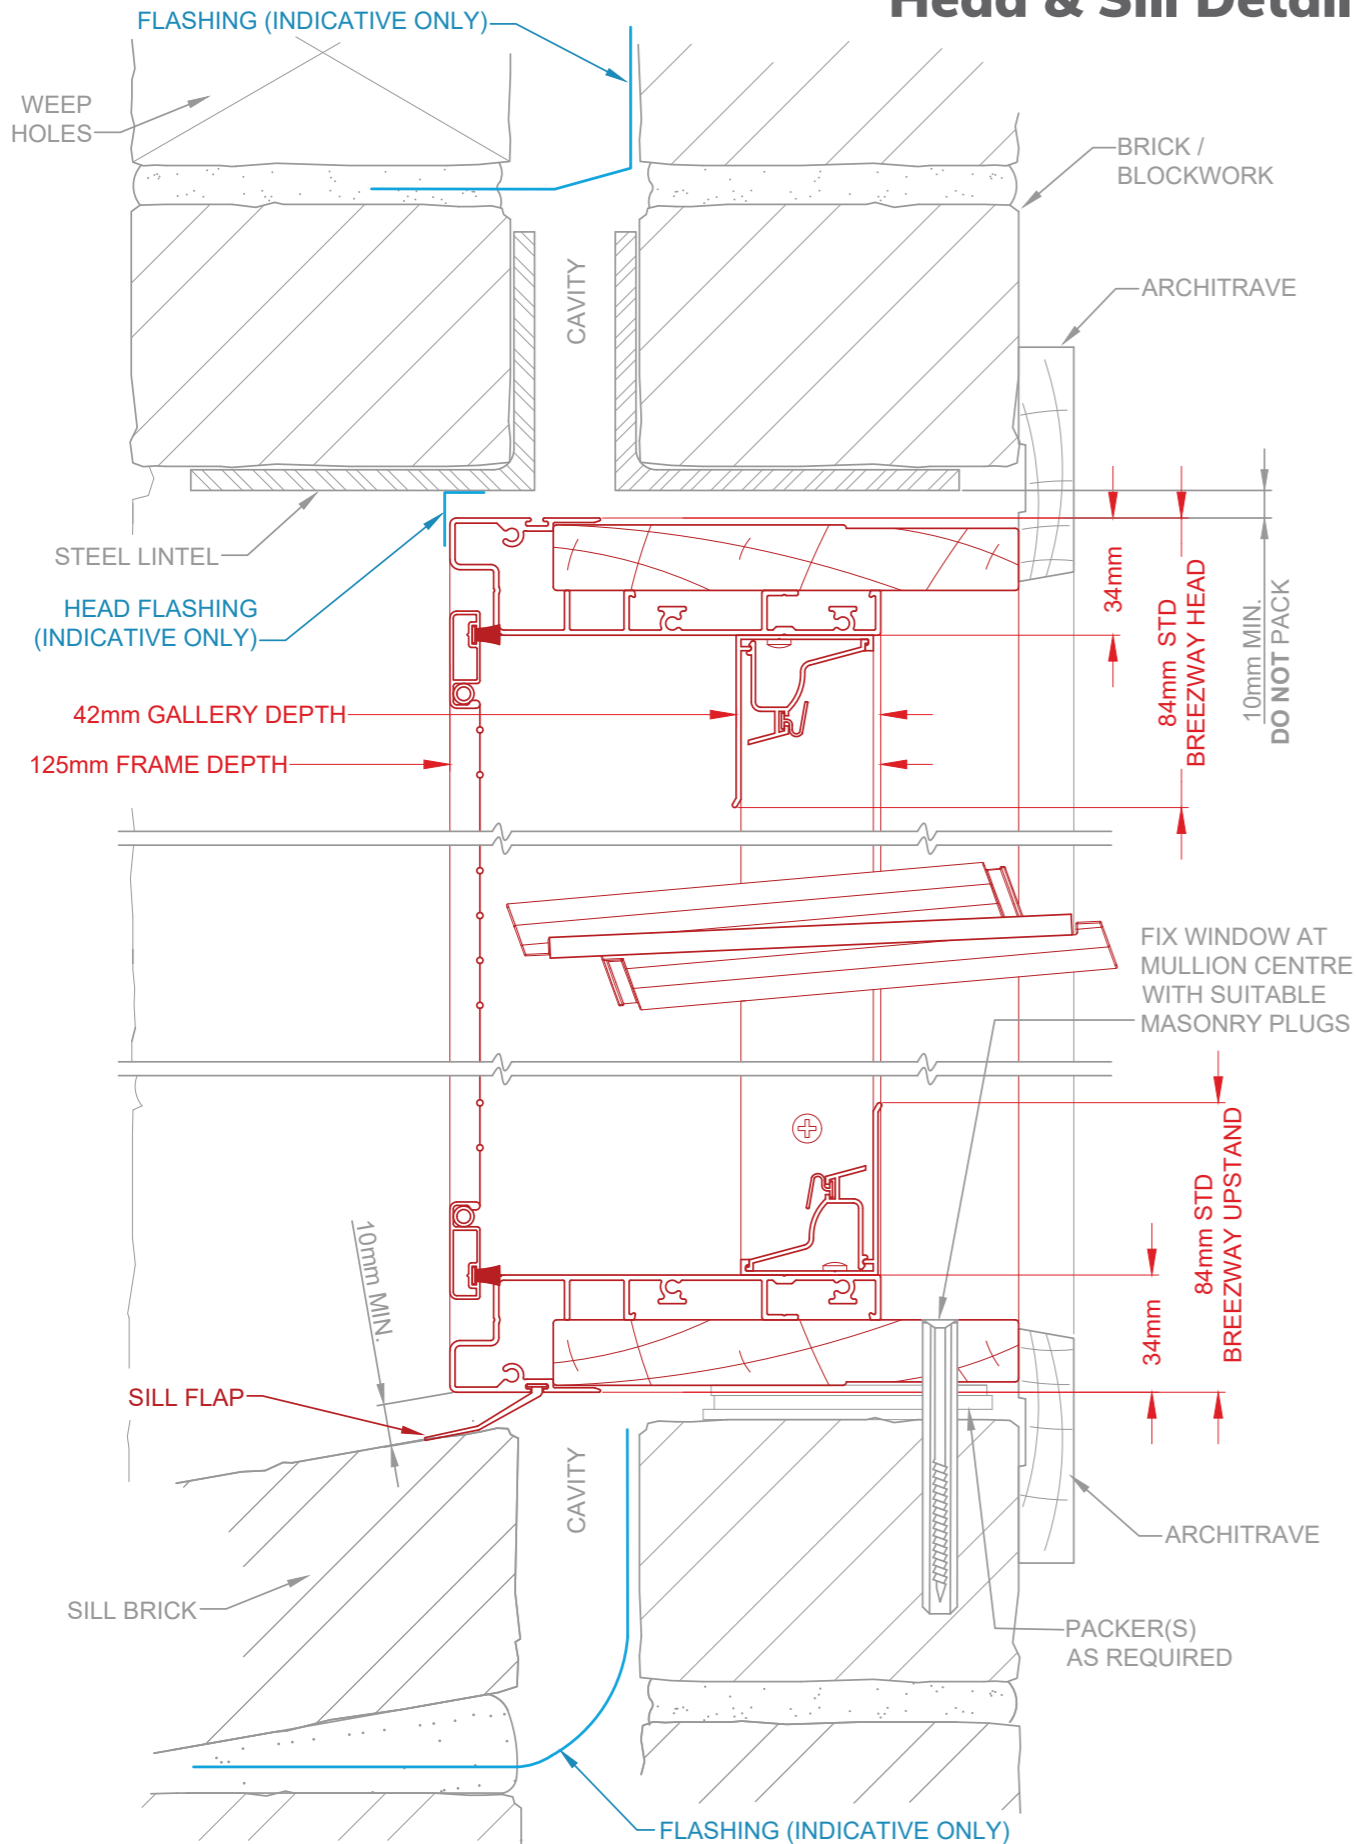 Head & Sill Detail
FLASHING (INDICATIVE ONLY)
WEEP
HOLES
BRICK /
BLOCKWORK
CAVITY
ARCHITRAVE
STEEL LINTEL
HEAD FLASHING
(INDICATIVE ONLY)
34mm
84mm STD
BREEZWAY HEAD
10mm MIN.
DO NOT PACK
42mm GALLERY DEPTH
125mm FRAME DEPTH
FIX WINDOW AT
MULLION CENTRE
WITH SUITABLE
MASONRY PLUGS
84mm STD
BREEZWAY UPSTAND
34mm
10mm MIN.
SILL FLAP
CAVITY
ARCHITRAVE
SILL BRICK
PACKER(S)
AS REQUIRED
FLASHING (INDICATIVE ONLY)